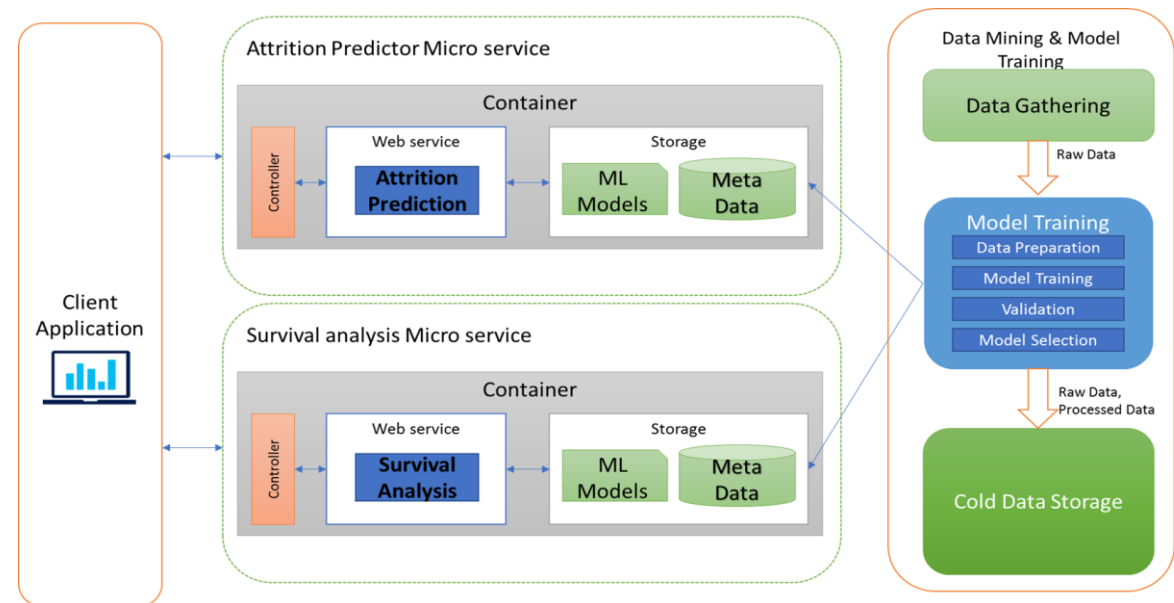 Client
Application
Attrition Predictor Micro service
Container
Controller
Web service
Attrition
Prediction
Storage
ML
Models
Meta
Data
Survival analysis Micro service
Container
Controller
Web service
Survival
Analysis
Storage
ML
Models
Meta
Data
Data Mining & Model
Training
Data Gathering
Raw Data
Model Training
Data Preparation
Model Training
Validation
Model Selection
Raw Data,
Processed Data
Cold Data Storage